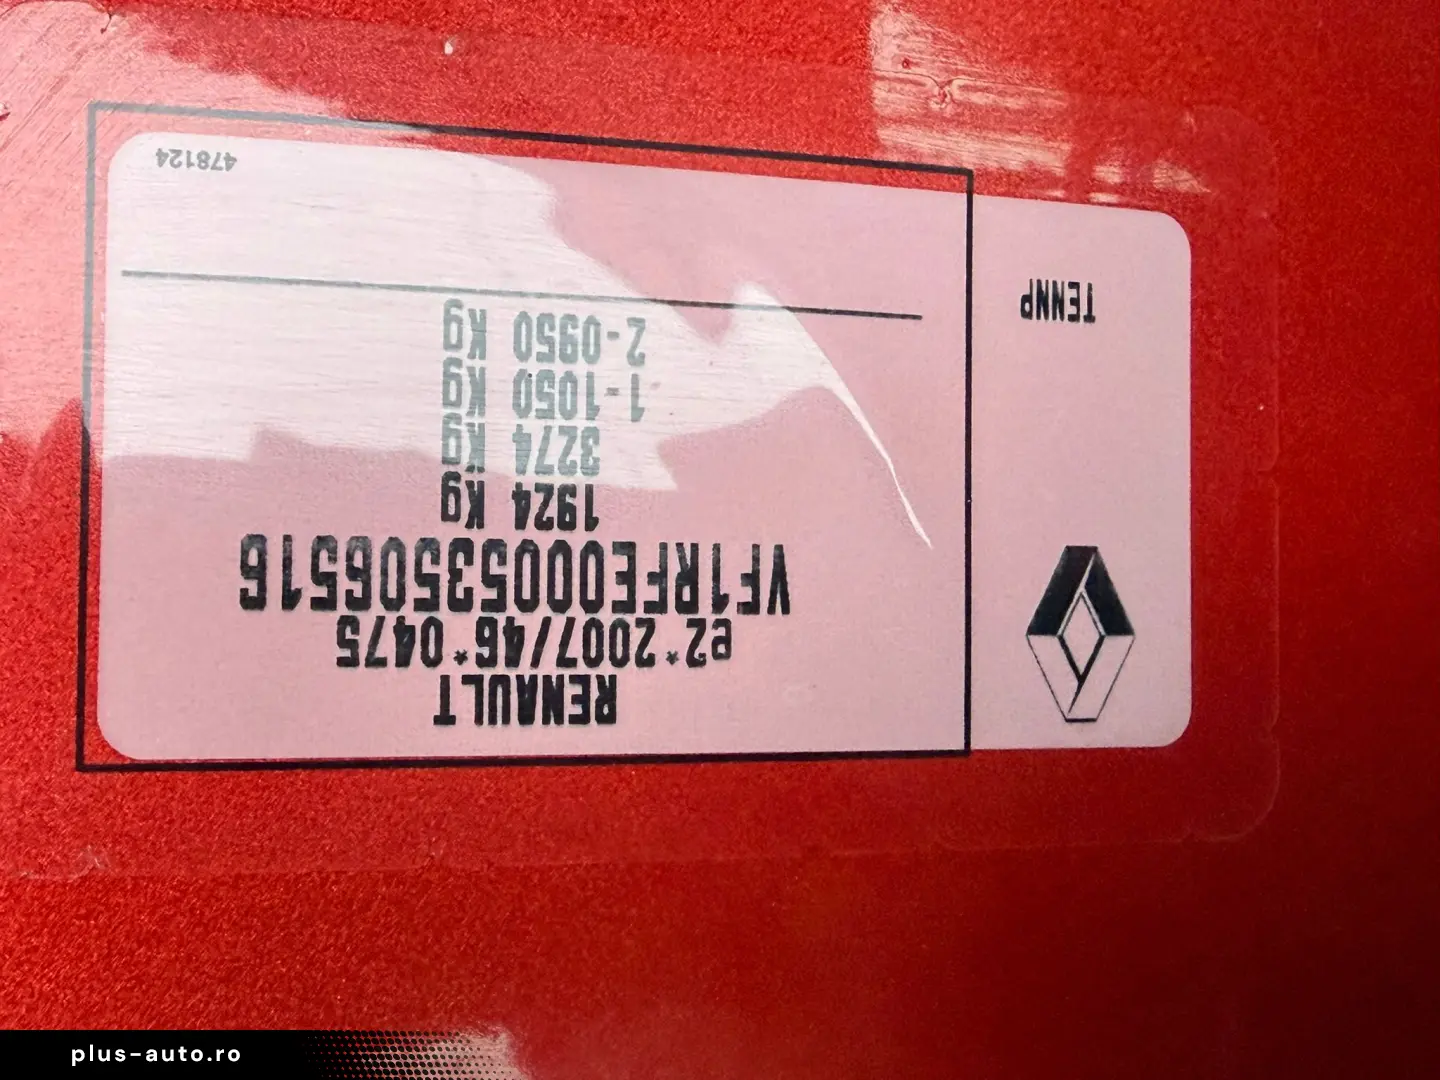 RENAULT
e2*2007/46*0475
VF1RFE00053506516
1924 Kg
3274 Kg
1-1050 Kg
2-0950 Kg
TENNP
478124
plus-auto.ro